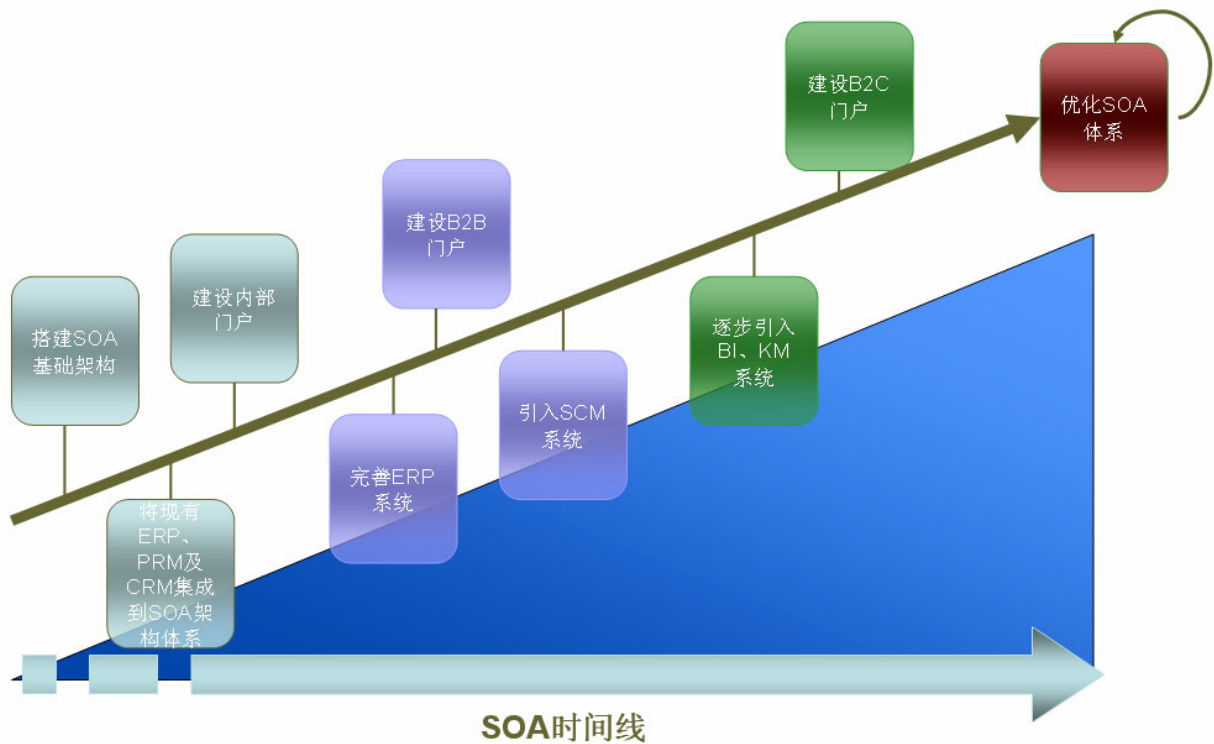 建设B2C
门户
优化SOA
体系
建设B2B
门户
建设内部
门户
搭建SOA
基础架构
逐步引入
BI、KM
系统
引入SCM
系统
完善ERP
系统
将现有
ERP、
PRM及
CRM集成
到SOA架
构体系
SOA时间线